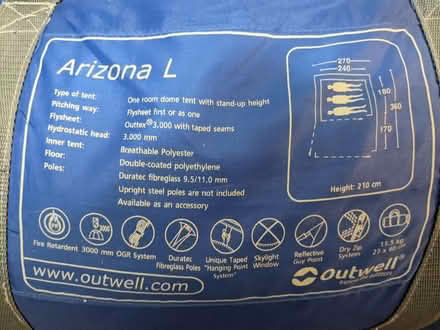 Arizona L
Type of tent: One room dome tent with stand-up height
Pitching way: Flysheet first or as one
Flysheet: Outtex®3.000 with taped seams
Hydrostatic head: 3.000 mm
Inner tent: Breathable Polyester
Floor: Double-coated polyethylene
Poles: Duratec fibreglass 9.5/11.0 mm
Upright steel poles are not included
Available as an accessory
270
240
180
360
170
Height: 210 cm
Fire Retardent
3000
3000 mm
OGR System
Duratec
Fibreglass Poles
Unique Taped
"Hanging Point
System"
Skylight
Window
Reflective
Guy Point
Dry Zip
System
11.5 kg
www.outwell.com
Outwell